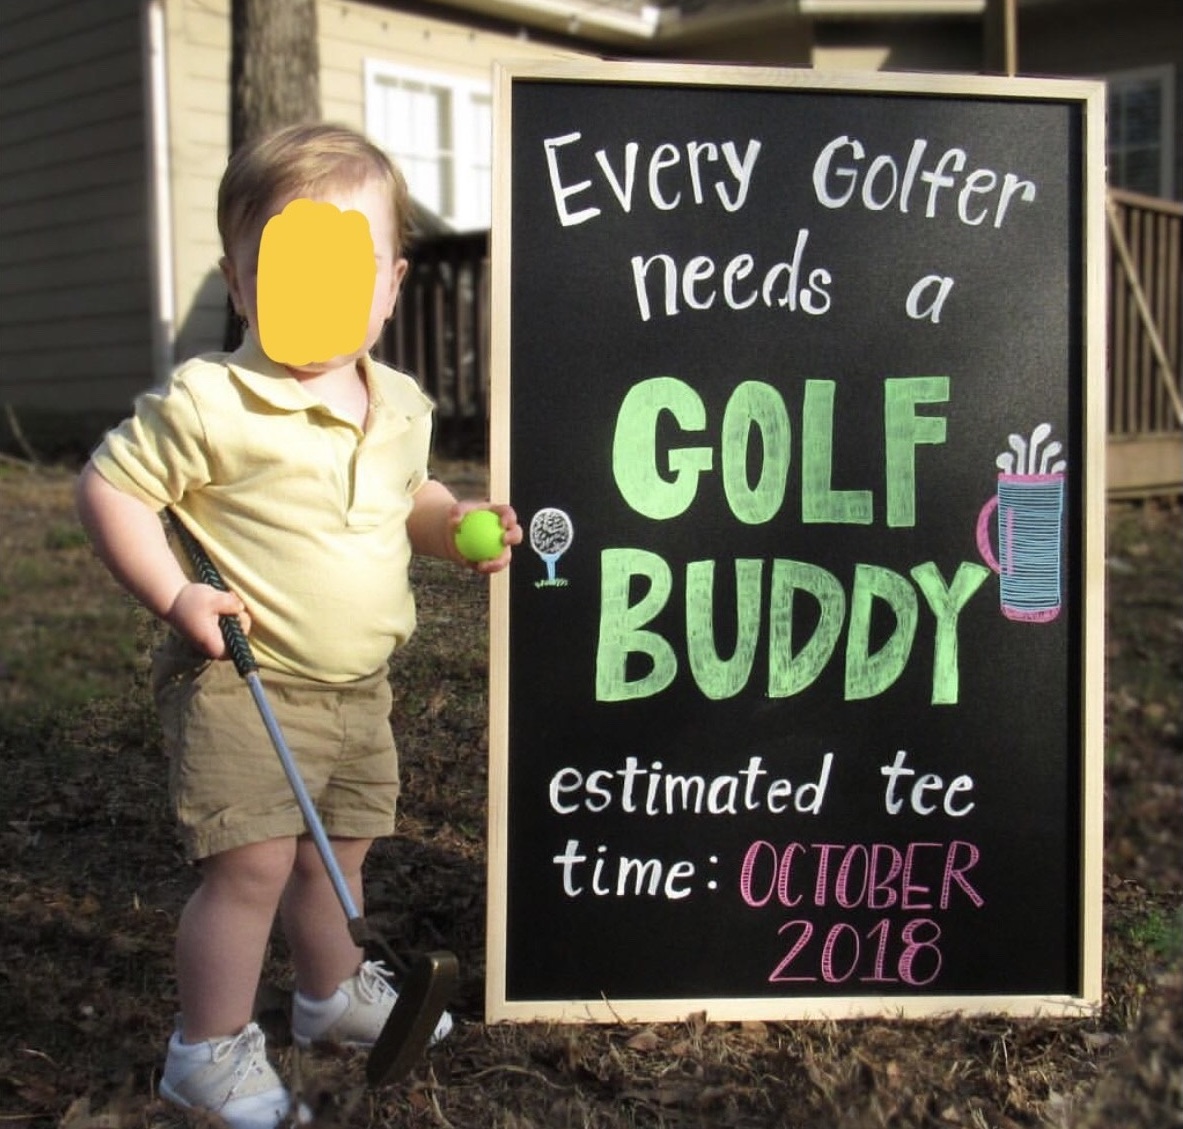 Every Golfer
needs a
GOLF
BUDDY
estimated tee
time: OCTOBER
2018